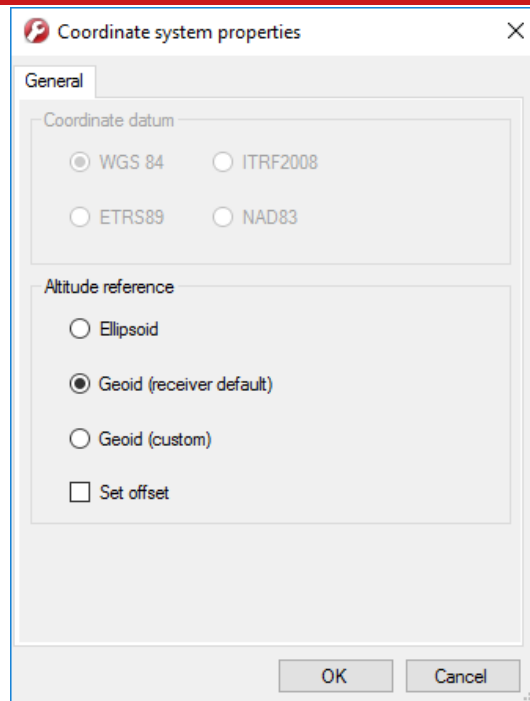 Coordinate system properties
General
Coordinate datum
WGS 84 ITRF2008
ETRS89 NAD83
Altitude reference
Ellipsoid
Geoid (receiver default)
Geoid (custom)
Set offset
OK Cancel